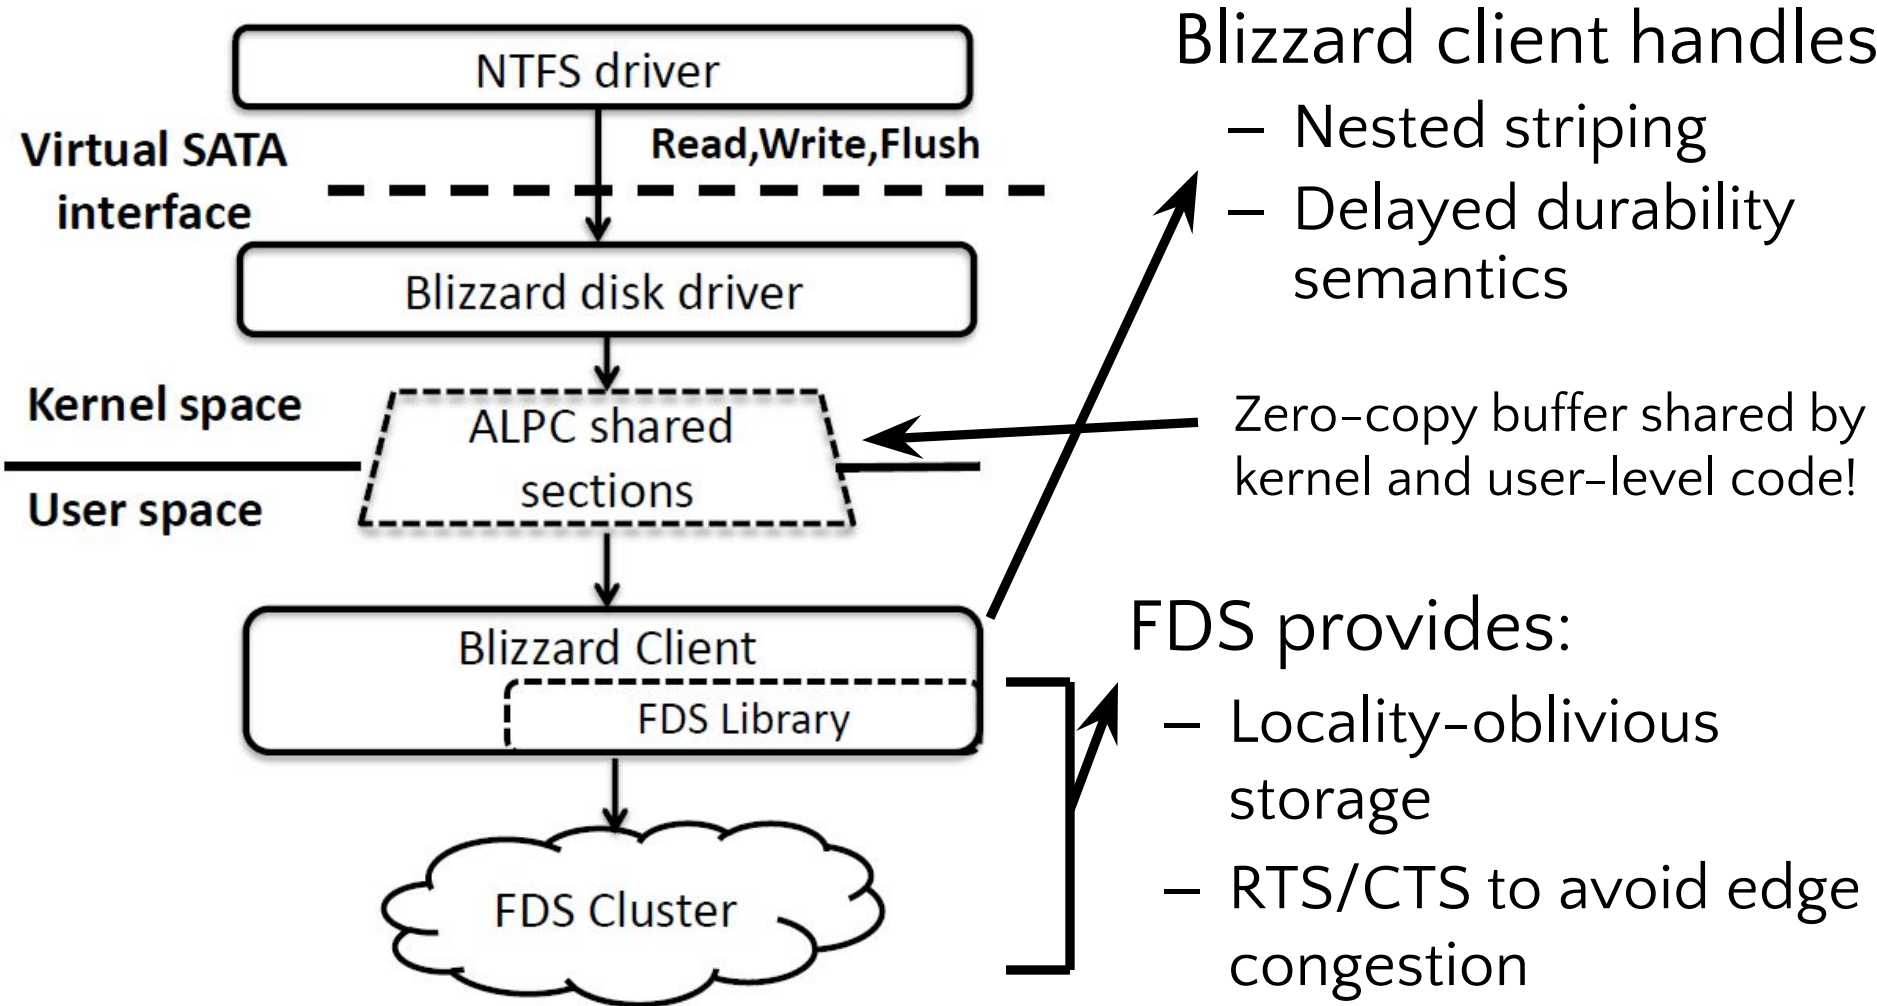 NTFS driver
Virtual SATA
interface
Read,Write,Flush
Blizzard disk driver
Kernel space
User space
ALPC shared
sections
Blizzard Client
FDS Library
FDS Cluster
Blizzard client handles
– Nested striping
– Delayed durability
semantics
Zero-copy buffer shared by
kernel and user-level code!
FDS provides:
– Locality-oblivious
storage
– RTS/CTS to avoid edge
congestion